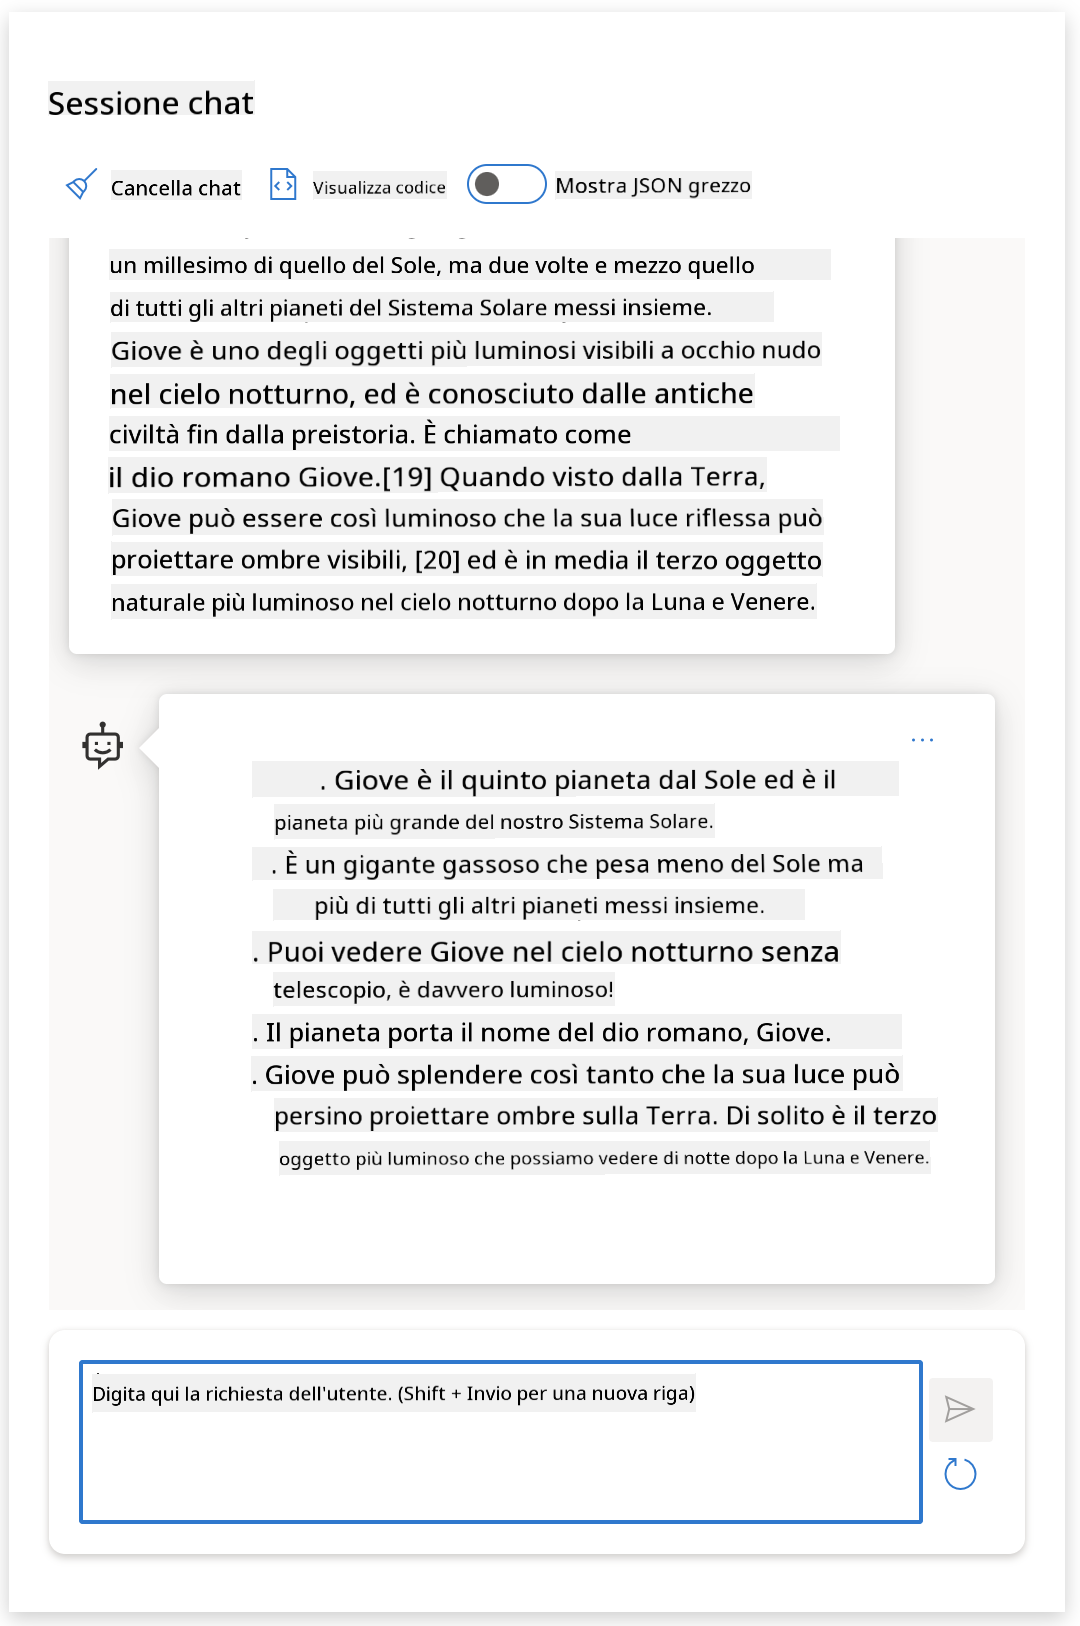 Sessione chat
Cancella chat
Visualizza codice
Mostra JSON grezzo
un millesimo di quello del Sole, ma due volte e mezzo quello
di tutti gli altri pianeti del Sistema Solare messi insieme.
Giove è uno degli oggetti più luminosi visibili a occhio nudo
nel cielo notturno, ed è conosciuto dalle antiche
civiltà fin dalla preistoria. È chiamato come
il dio romano Giove.[19] Quando visto dalla Terra,
Giove può essere così luminoso che la sua luce riflessa può
proiettare ombre visibili, [20] ed è in media il terzo oggetto
naturale più luminoso nel cielo notturno dopo la Luna e Venere.
. Giove è il quinto pianeta dal Sole ed è il
pianeta più grande del nostro Sistema Solare.
. È un gigante gassoso che pesa meno del Sole ma
più di tutti gli altri pianeti messi insieme.
. Puoi vedere Giove nel cielo notturno senza
telescopio, è davvero luminoso!
. Il pianeta porta il nome del dio romano, Giove.
. Giove può splendere così tanto che la sua luce può
persino proiettare ombre sulla Terra. Di solito è il terzo
oggetto più luminoso che possiamo vedere di notte dopo la Luna e Venere.
Digita qui la richiesta dell'utente. (Shift + Invio per una nuova riga)